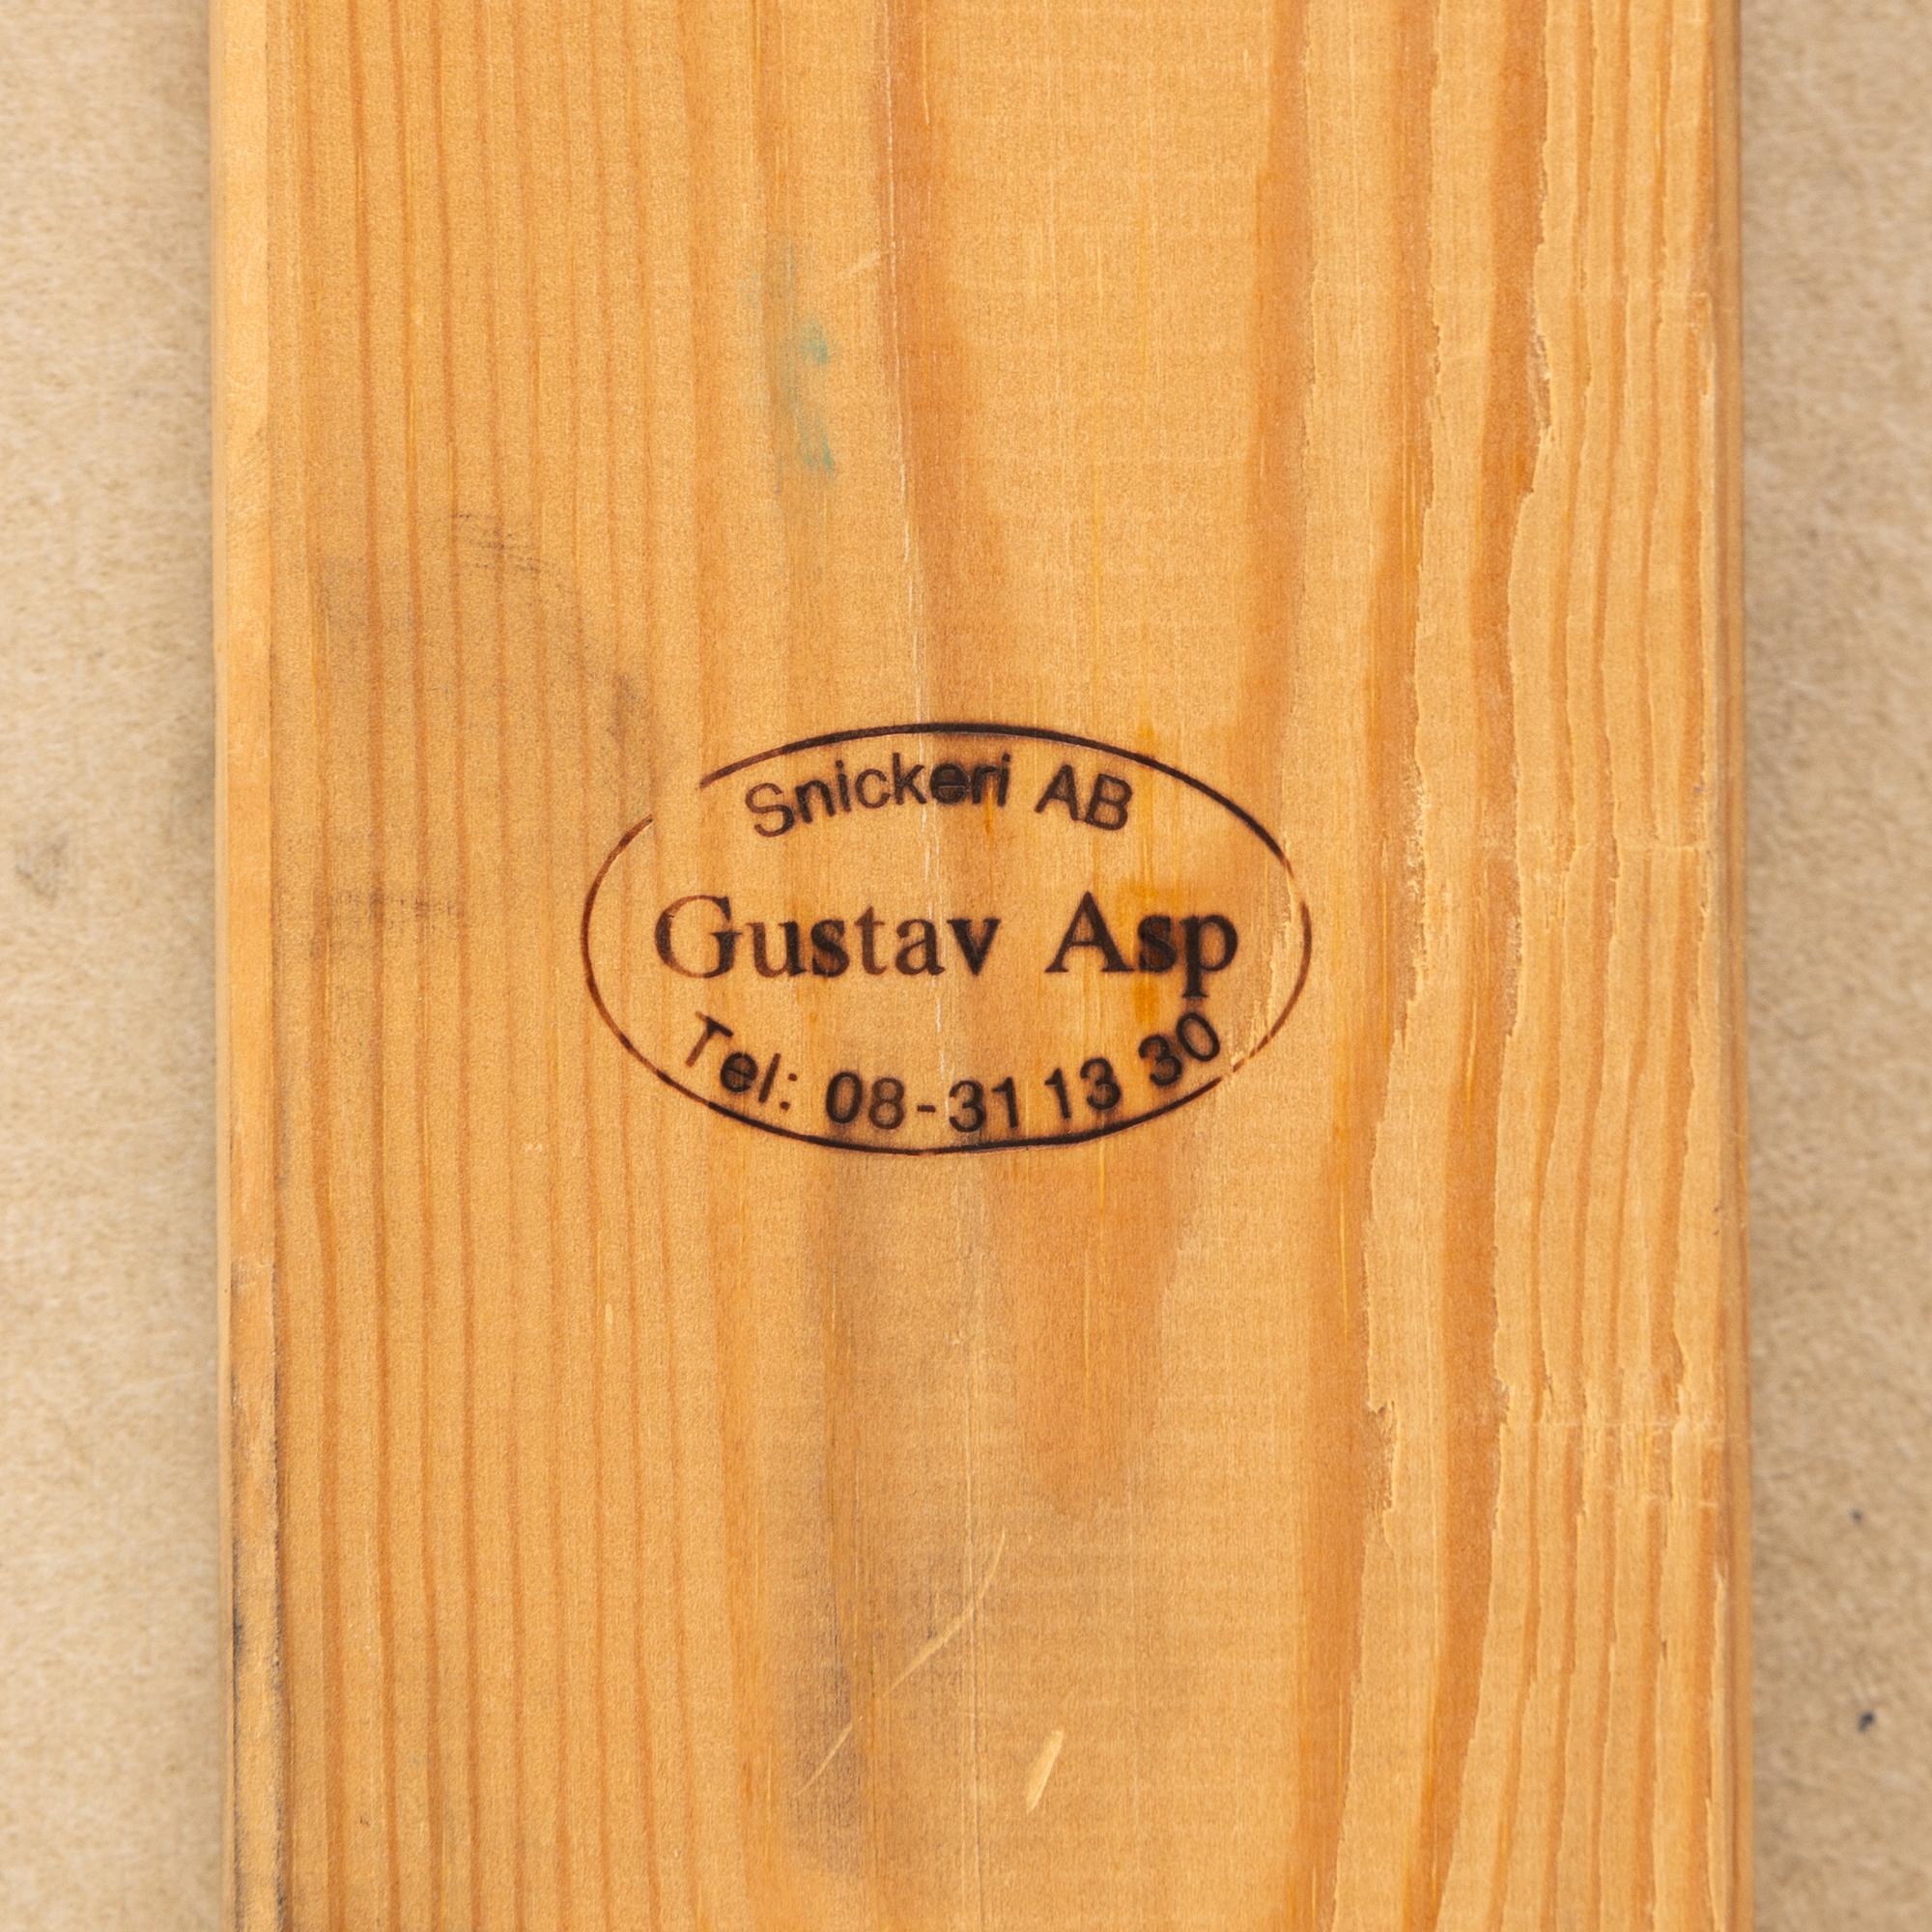 Snickeri AB
Gustav Asp
Tel: 08-31 13 30